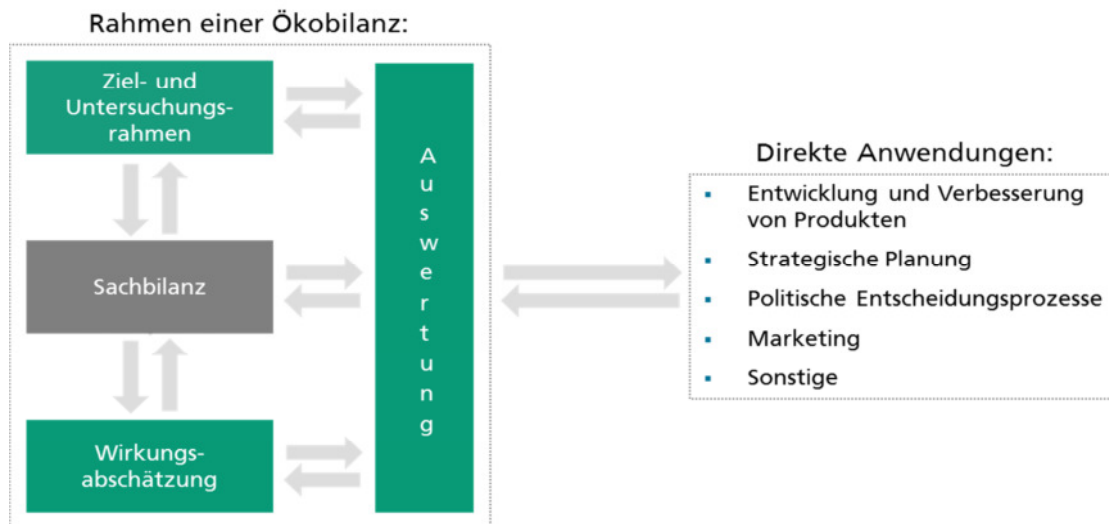 Rahmen einer Ökobilanz:
Ziel- und
Untersuchungs-
rahmen
Sachbilanz
Wirkungs-
abschätzung
Auswertung
Direkte Anwendungen:
Entwicklung und Verbesserung
von Produkten
Strategische Planung
Politische Entscheidungsprozesse
Marketing
Sonstige